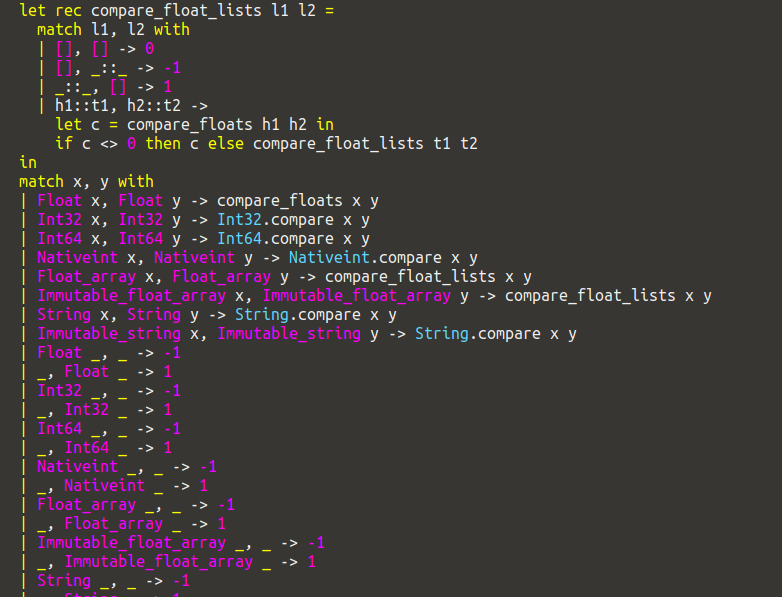 let rec compare_float_lists l1 l2 =
match l1, l2 with
| [], [] -> 0
| [], _::_ -> -1
| _::_, [] -> 1
| h1::t1, h2::t2 ->
let c = compare_floats h1 h2 in
if c <> 0 then c else compare_float_lists t1 t2
in
match x, y with
| Float x, Float y -> compare_floats x y
| Int32 x, Int32 y -> Int32.compare x y
| Int64 x, Int64 y -> Int64.compare x y
| Nativeint x, Nativeint y -> Nativeint.compare x y
| Float_array x, Float_array y -> compare_float_lists x y
| Immutable_float_array x, Immutable_float_array y -> compare_float_lists x y
| String x, String y -> String.compare x y
| Immutable_string x, Immutable_string y -> String.compare x y
| Float _, _ -> -1
| _, Float _ -> 1
| Int32 _, _ -> -1
| _, Int32 _ -> 1
| Int64 _, _ -> -1
| _, Int64 _ -> 1
| Nativeint _, _ -> -1
| _, Nativeint _ -> 1
| Float_array _, _ -> -1
| _, Float_array _ -> 1
| Immutable_float_array _, _ -> -1
| _, Immutable_float_array _ -> 1
| String _, _ -> -1